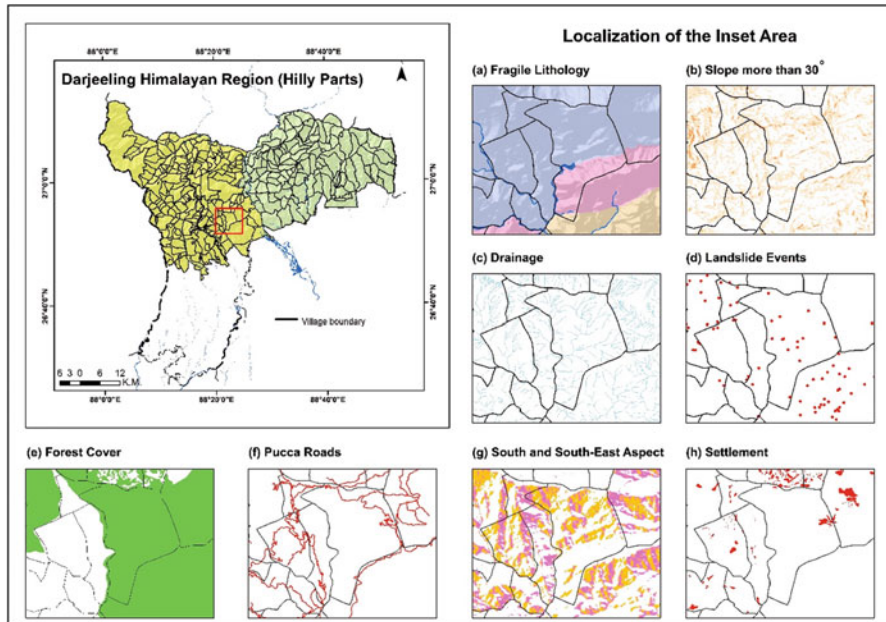 88°0'0"E 88°20'0"E 88°40'0"E
Darjeeling Himalayan Region (Hilly Parts)
27°0'0"N
27°0'0"N
26°40'0"N
26°40'0"N
Village boundary
6 3 0 6 12
K.M.
88°0'0"E 88°20'0"E 88°40'0"E
Localization of the Inset Area
(a) Fragile Lithology
(b) Slope more than 30°
(c) Drainage
(d) Landslide Events
(e) Forest Cover
(f) Pucca Roads
(g) South and South-East Aspect
(h) Settlement